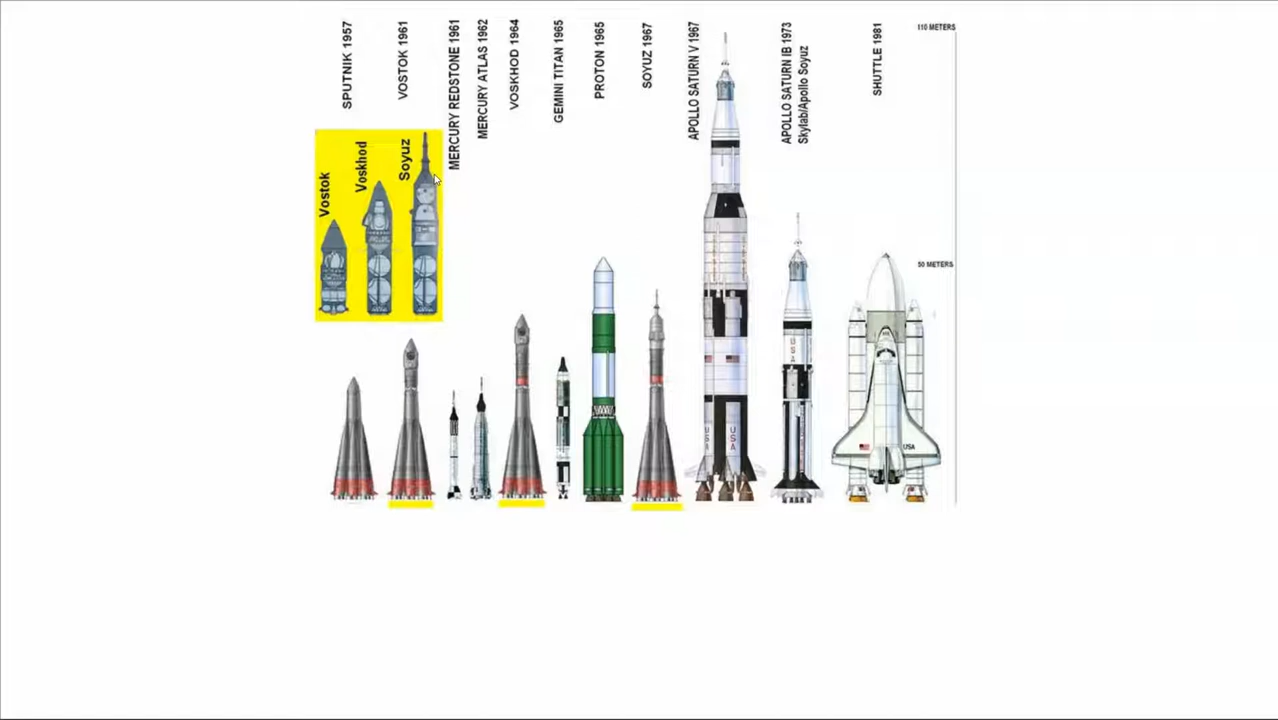 SPUTNIK 1957
VOSTOK 1961
MERCURY REDSTONE 1961
MERCURY ATLAS 1962
VOSKHOD 1964
GEMINI TITAN 1965
PROTON 1965
SOYUZ 1967
APOLLO SATURN V 1967
APOLLO SATURN IB 1973
Skylab/Apollo Soyuz
SHUTTLE 1981
110 METERS
Vostok
Voskhod
Soyuz
50 METERS
USA
USA
USA
USA